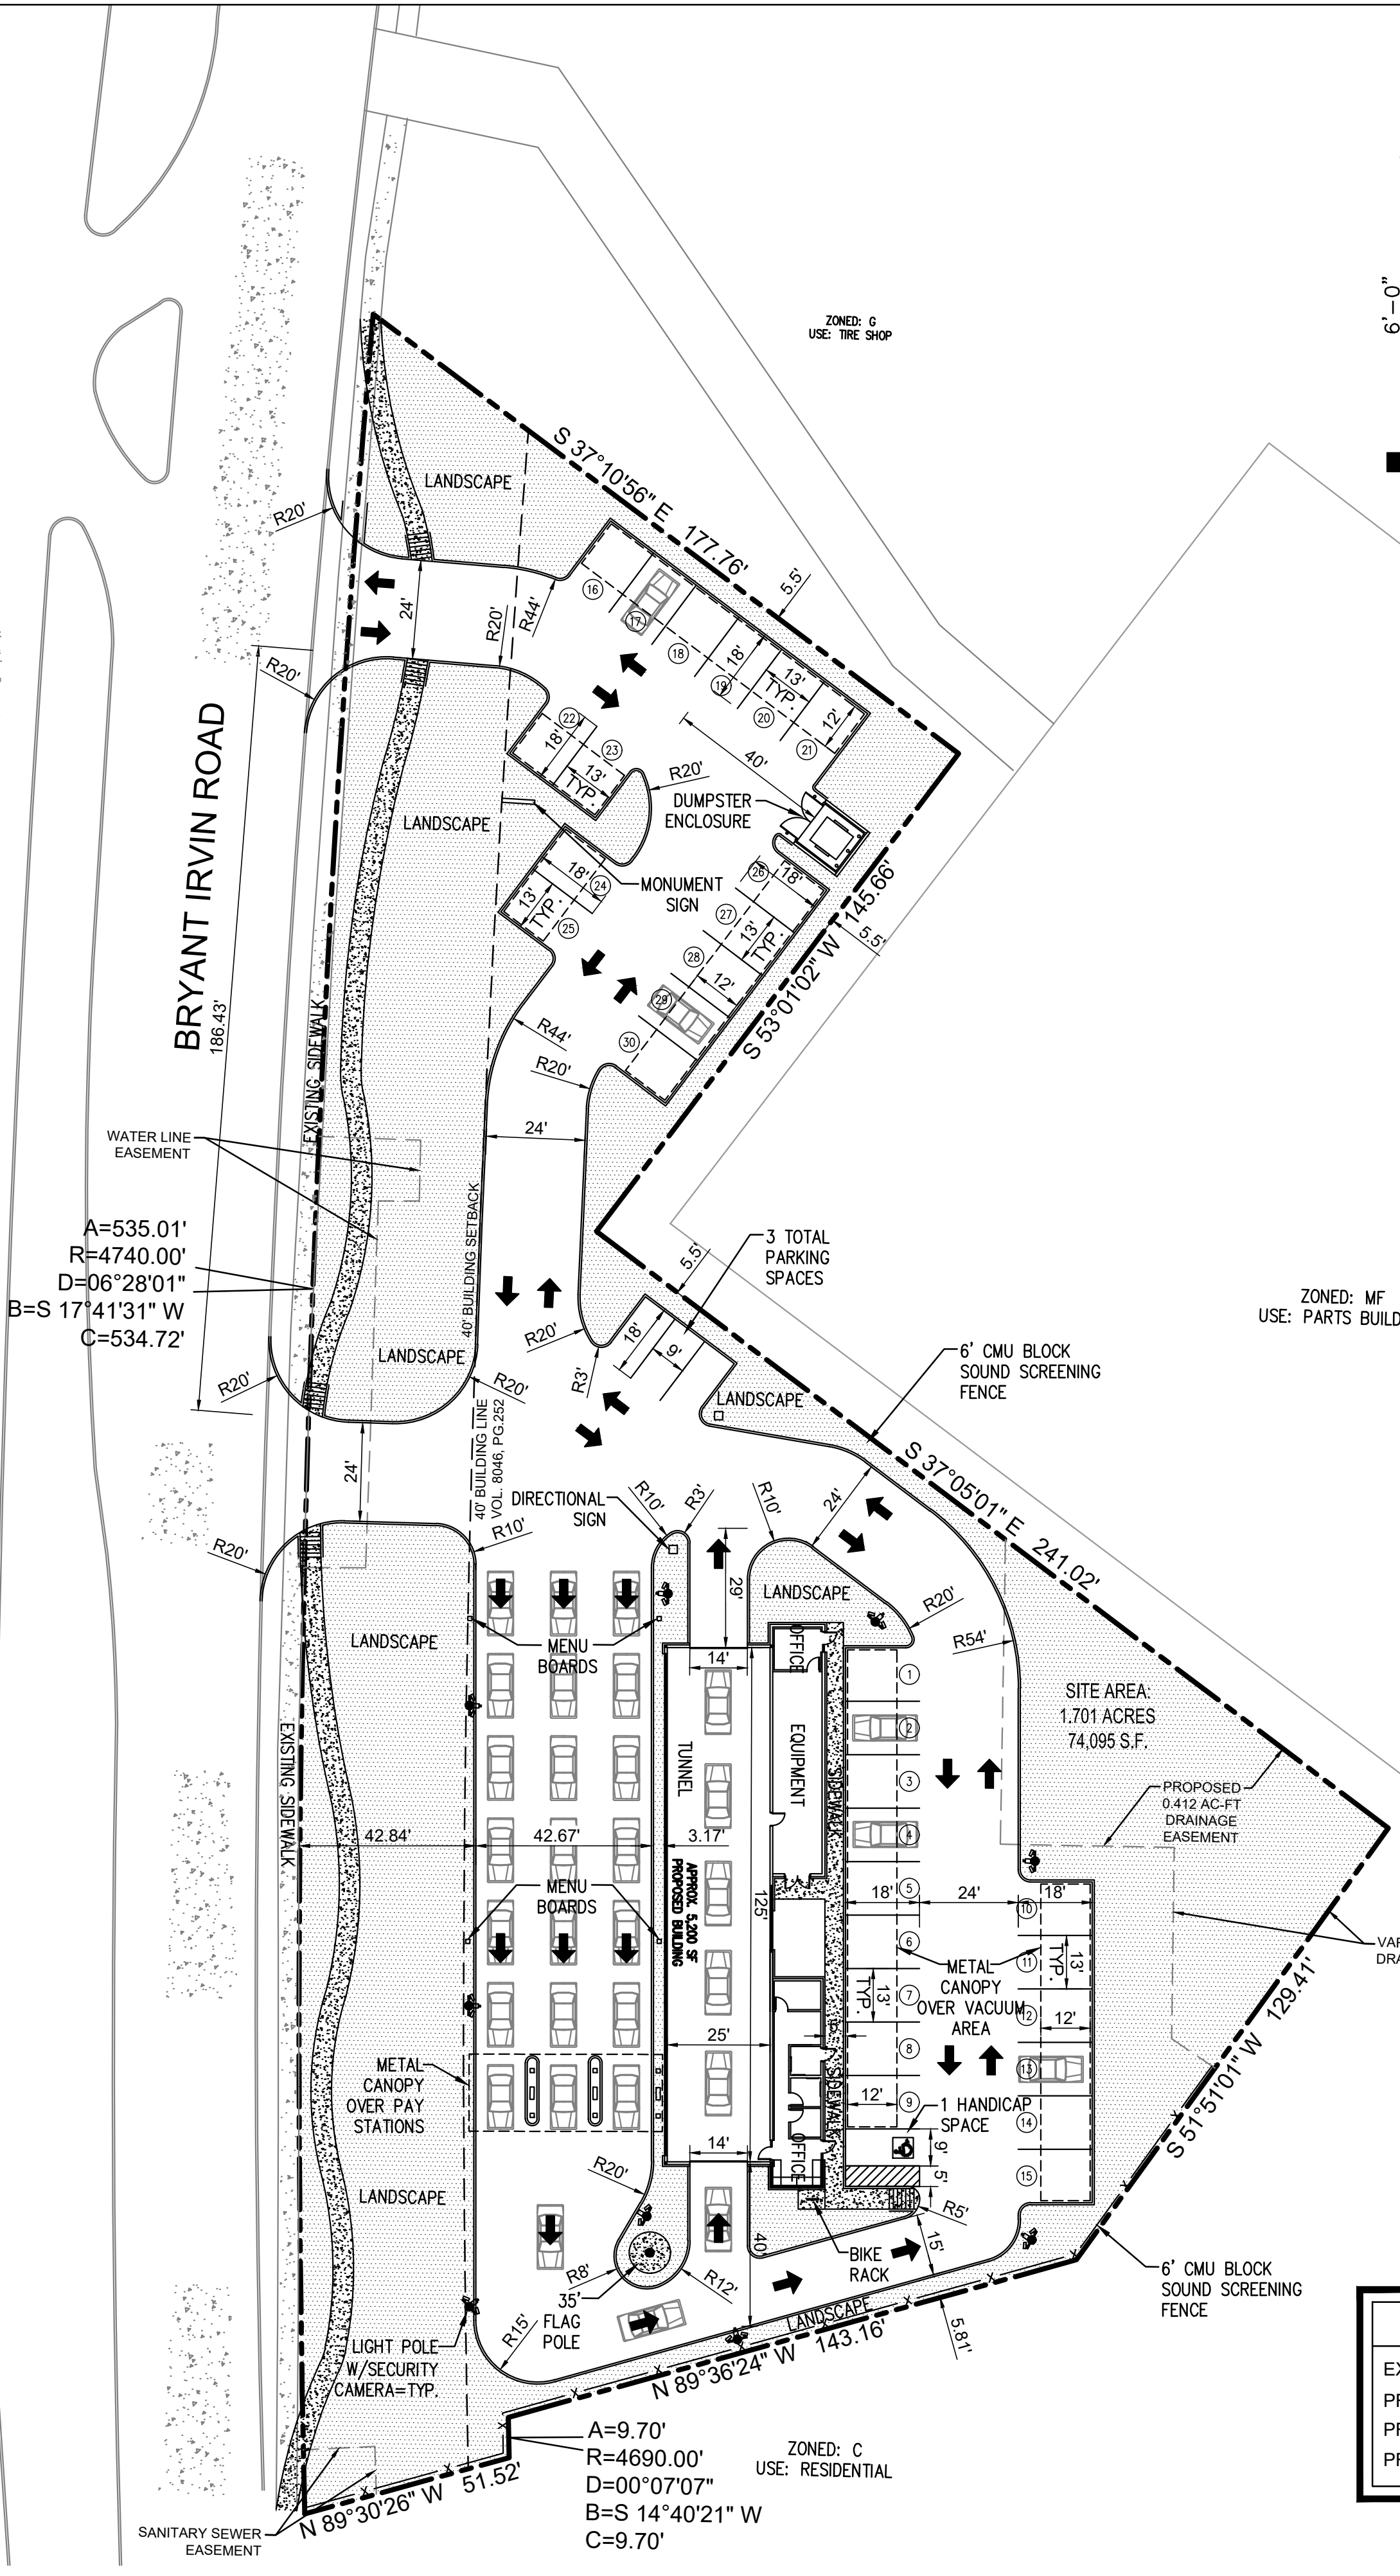 6'-0"
ZONED: G
USE: TIRE SHOP
S 37°10'56" E 177.76'
5.5'
LANDSCAPE
R20'
24'
R20'
R44'
16
17
18
19
20
21
18'
13'
TYP.
12'
R20'
22
23
18'
13'
TYP.
40'
R20'
DUMPSTER
ENCLOSURE
LANDSCAPE
BRYANT IRVIN ROAD
186.43'
MONUMENT
SIGN
18'
24
13'
TYP.
25
26
18'
27
13'
TYP.
28
12'
29
30
S 53°01'02" W 145.66'
5.5'
R44'
R20'
EXISTING SIDEWALK
24'
WATER LINE
EASEMENT
40' BUILDING SETBACK
A=535.01'
R=4740.00'
D=06°28'01"
B=S 17°41'31" W
C=534.72'
3 TOTAL
PARKING
SPACES
5.5'
ZONED: MF
USE: PARTS BUILD
R20'
18'
9'
R3'
LANDSCAPE
R20'
R20'
6' CMU BLOCK
SOUND SCREENING
FENCE
LANDSCAPE
40' BUILDING LINE
VOL. 8046, PG.252
24'
S 37°05'01" E 241.02'
DIRECTIONAL
SIGN
R10'
R3'
R10'
24'
R10'
R20'
29'
LANDSCAPE
R20'
R54'
LANDSCAPE
MENU
BOARDS
14'
OFFICE
1
2
3
4
5
6
7
8
9
SITE AREA:
1.701 ACRES
74,095 S.F.
EXISTING SIDEWALK
TUNNEL
EQUIPMENT
SIDEWALK
PROPOSED
0.412 AC-FT
DRAINAGE
EASEMENT
42.84'
42.67'
3.17'
APPROX. 5,200 SF
PROPOSED BUILDING
125'
MENU
BOARDS
18'
24'
18'
10
11
12
13
14
15
13'
TYP.
METAL
CANOPY
OVER VACUUM
AREA
13'
TYP.
12'
VAR
DRA
S 51°51'01" W 129.41'
25'
METAL
CANOPY
OVER PAY
STATIONS
SIDEWALK
12'
1 HANDICAP
SPACE
9'
5'
14'
OFFICE
R20'
LANDSCAPE
R5'
15'
40'
BIKE
RACK
R8'
R12'
35'
FLAG
POLE
R15'
LANDSCAPE
5.81'
6' CMU BLOCK
SOUND SCREENING
FENCE
LIGHT POLE
W/SECURITY
CAMERA=TYP.
N 89°36'24" W 143.16'
A=9.70'
R=4690.00'
D=00°07'07"
B=S 14°40'21" W
C=9.70'
ZONED: C
USE: RESIDENTIAL
N 89°30'26" W 51.52'
SANITARY SEWER
EASEMENT